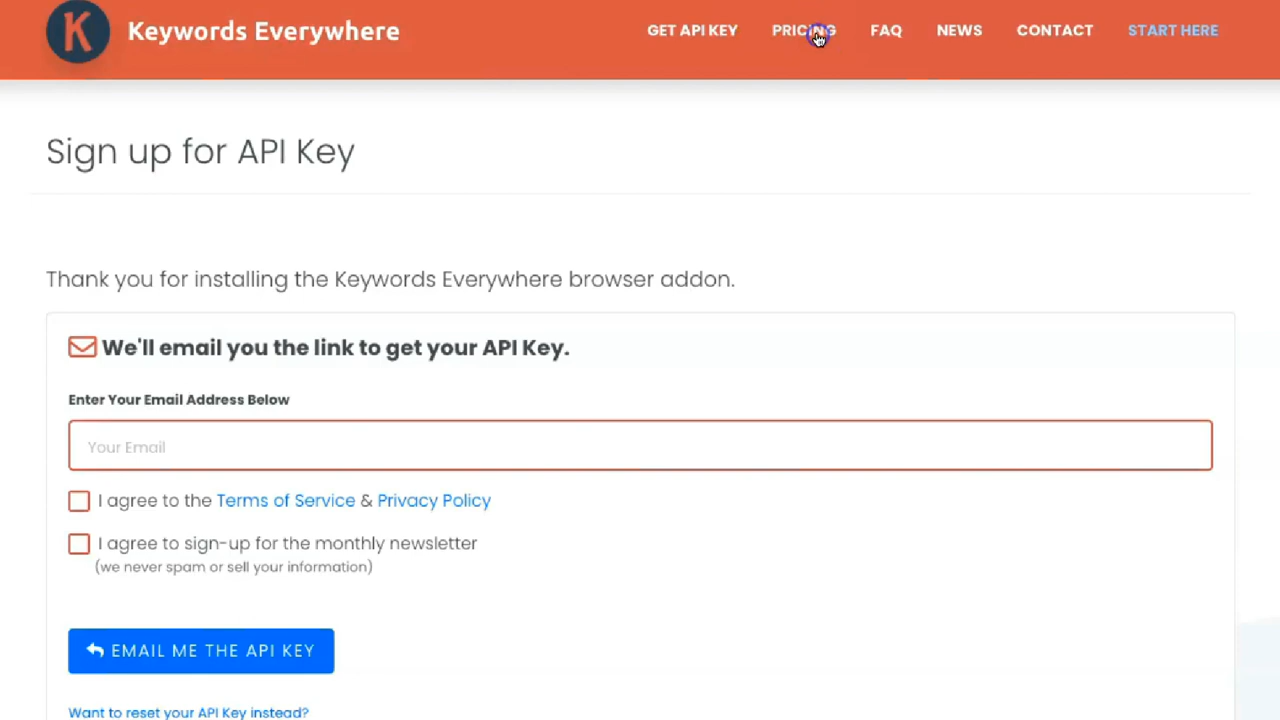 K Keywords Everywhere GET API KEY PRICING FAQ NEWS CONTACT START HERE
Sign up for API Key
Thank you for installing the Keywords Everywhere browser addon.
We'll email you the link to get your API Key.
Enter Your Email Address Below
Your Email
I agree to the Terms of Service & Privacy Policy
I agree to sign-up for the monthly newsletter
(we never spam or sell your information)
EMAIL ME THE API KEY
Want to reset your API Key instead?